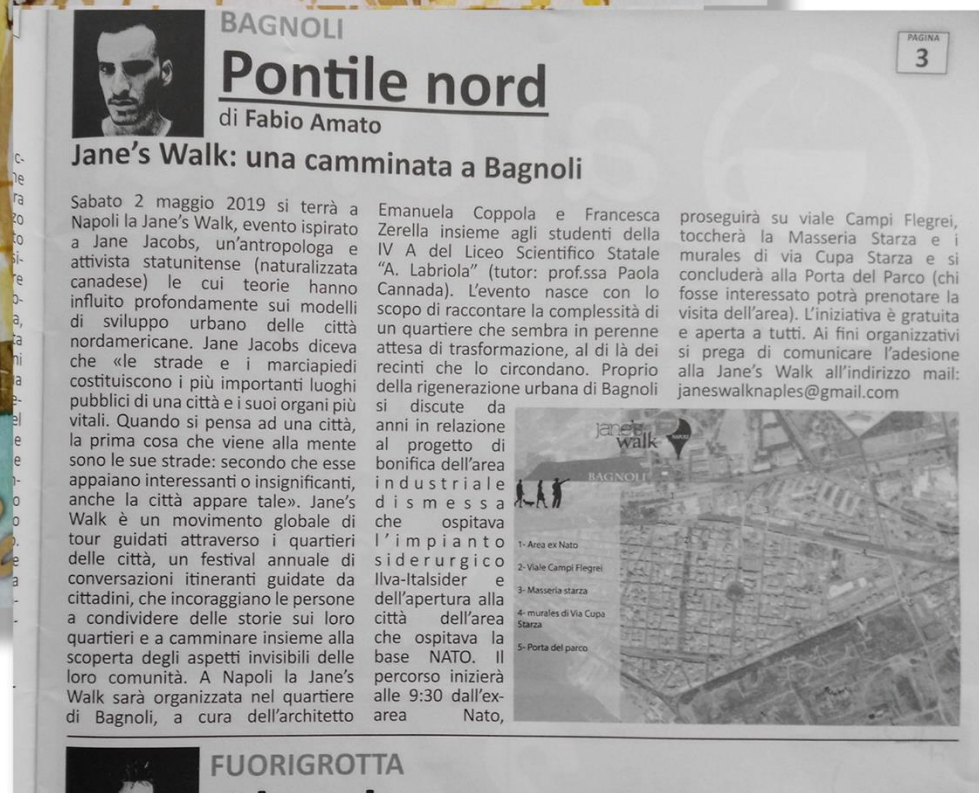 BAGNOLI
Pontile nord
di Fabio Amato
PAGINA
3
Jane's Walk: una camminata a Bagnoli
Sabato 2 maggio 2019 si terrà a
Napoli la Jane's Walk, evento ispirato
a Jane Jacobs, un'antropologa e
attivista statunitense (naturalizzata
canadese) le cui teorie hanno
influito profondamente sui modelli
di sviluppo urbano delle città
nordamericane. Jane Jacobs diceva
che «le strade e i marciapiedi
costituiscono i più importanti luoghi
pubblici di una città e i suoi organi più
vitali. Quando si pensa ad una città,
la prima cosa che viene alla mente
sono le sue strade: secondo che esse
appaiano interessanti o insignificanti,
anche la città appare tale». Jane's
Walk è un movimento globale di
tour guidati attraverso i quartieri
delle città, un festival annuale di
conversazioni itineranti guidate da
cittadini, che incoraggiano le persone
a condividere delle storie sui loro
quartieri e a camminare insieme alla
scoperta degli aspetti invisibili delle
loro comunità. A Napoli la Jane's
Walk sarà organizzata nel quartiere
di Bagnoli, a cura dell'architetto
Emanuela Coppola e Francesca
Zerella insieme agli studenti della
IV A del Liceo Scientifico Statale
"A. Labriola" (tutor: prof.ssa Paola
Cannada). L'evento nasce con lo
scopo di raccontare la complessità di
un quartiere che sembra in perenne
attesa di trasformazione, al di là dei
recinti che lo circondano. Proprio
della rigenerazione urbana di Bagnoli
si discute da
anni in relazione
al progetto di
bonifica dell'area
industriale
dismessa
che ospitava
l'impianto
siderurgico
Ilva-Italsider e
dell'apertura alla
città dell'area
che ospitava la
base NATO. Il
percorso inizierà
alle 9:30 dall'ex-
area Nato,
proseguirà su viale Campi Flegrei,
toccherà la Masseria Starza e i
murales di via Cupa Starza e si
concluderà alla Porta del Parco (chi
fosse interessato potrà prenotare la
visita dell'area). L'iniziativa è gratuita
e aperta a tutti. Ai fini organizzativi
si prega di comunicare l'adesione
alla Jane's Walk all'indirizzo mail:
janeswalknaples@gmail.com
jane's
walk
NAPOLI
BAGNOLI
1- Area ex Nato
2- Viale Campi Flegrei
3- Masseria starza
4- murales di Via Cupa
Starza
5- Porta del parco
FUORIGROTTA